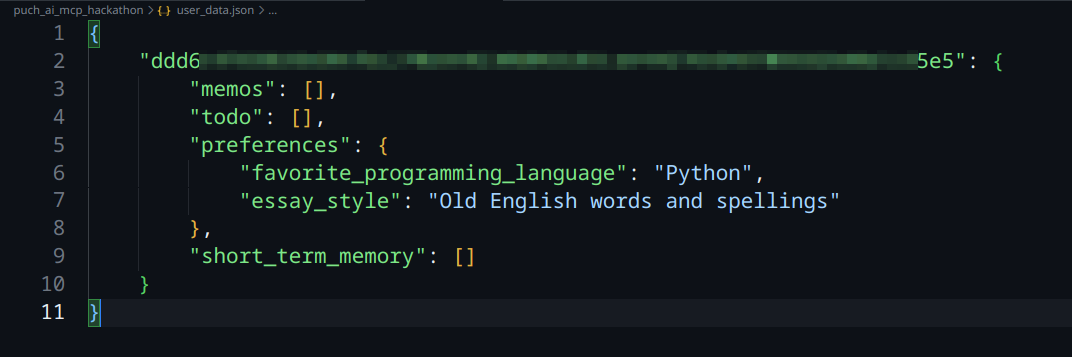 puch_ai_mcp_hackathon > {..} user_data.json > ...
1 {
2 "ddd6 5e5": {
3 "memos": [],
4 "todo": [],
5 "preferences": {
6 "favorite_programming_language": "Python",
7 "essay_style": "Old English words and spellings"
8 },
9 "short_term_memory": []
10 }
11 }